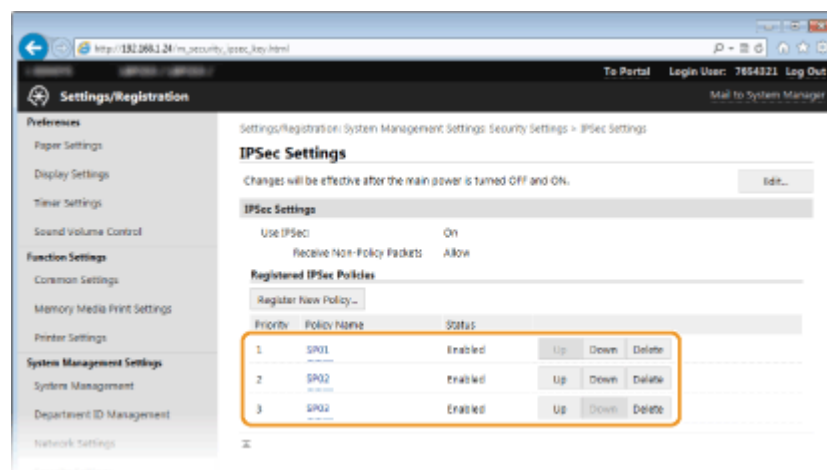 http://192.168.1.24/m_security_ipsec_key.html
To Portal Login User: 7654321 Log Out
Settings/Registration Mail to System Manager
Preferences
Paper Settings
Display Settings
Timer Settings
Sound Volume Control
Function Settings
Common Settings
Memory Media Print Settings
Printer Settings
System Management Settings
System Management
Department ID Management
Network Settings
Settings/Registration: System Management Settings: Security Settings > IPSec Settings
IPSec Settings
Changes will be effective after the main power is turned OFF and ON. Edit...
IPSec Settings
Use IPSec: On
Receive Non-Policy Packets Allow
Registered IPSec Policies
Register New Policy...
Priority Policy Name Status
1 SP01 Enabled Up Down Delete
2 SP02 Enabled Up Down Delete
3 SP03 Enabled Up Down Delete